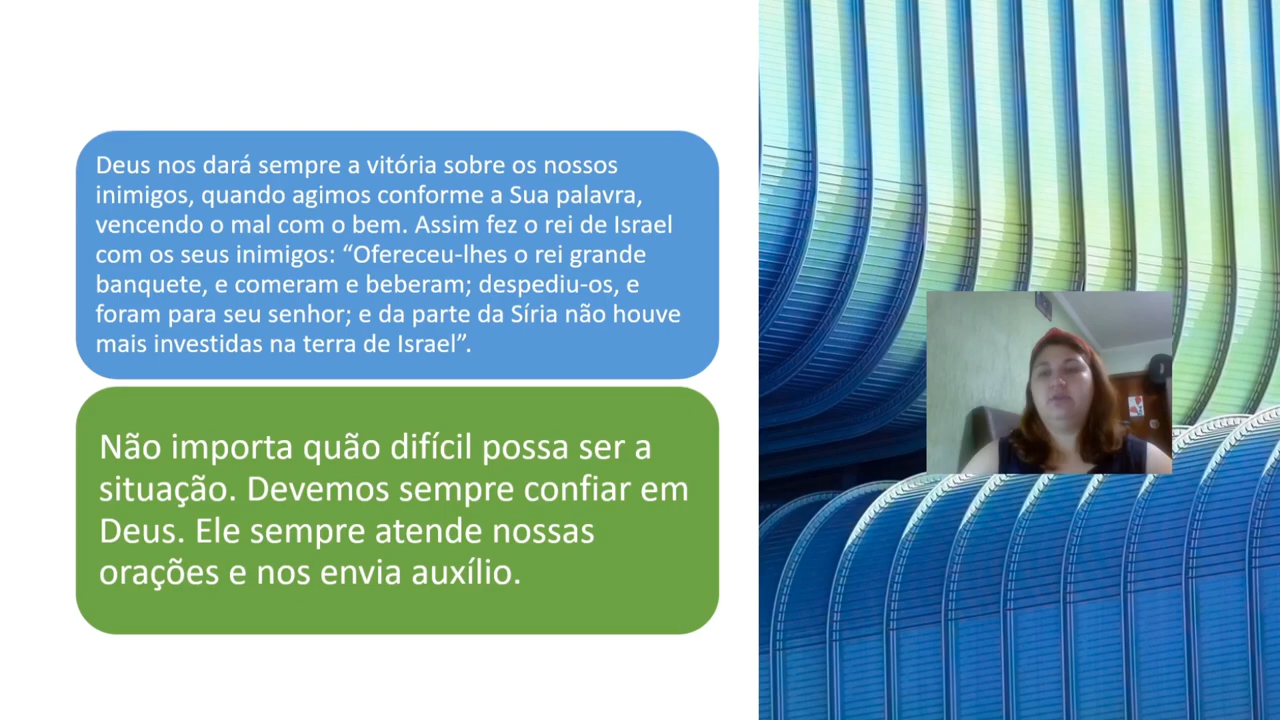 Deus nos dará sempre a vitória sobre os nossos
inimigos, quando agimos conforme a Sua palavra,
vencendo o mal com o bem. Assim fez o rei de Israel
com os seus inimigos: “Ofereceu-lhes o rei grande
banquete, e comeram e beberam; despediu-os, e
foram para seu senhor; e da parte da Síria não houve
mais investidas na terra de Israel”.
Não importa quão difícil possa ser a
situação. Devemos sempre confiar em
Deus. Ele sempre atende nossas
orações e nos envia auxílio.